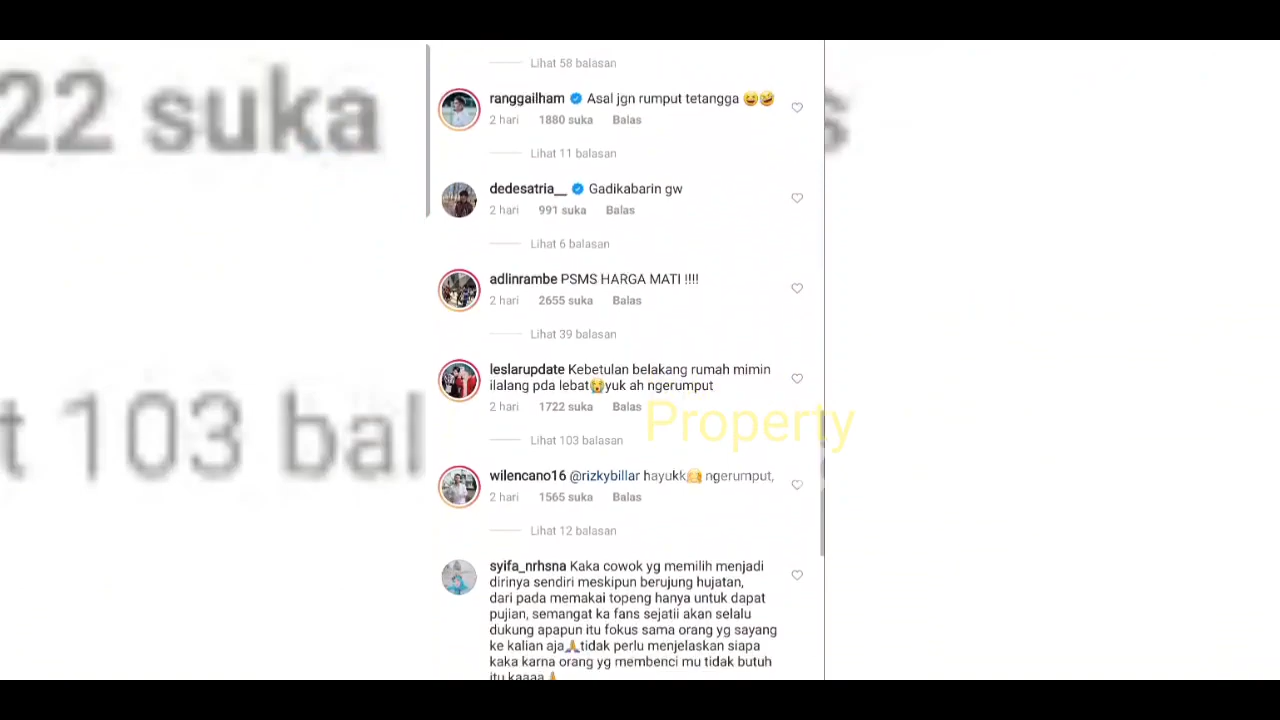 Lihat 58 balasan
ranggailham Asal jgn rumput tetangga 😆🤣
2 hari 1880 suka Balas
Lihat 11 balasan
dedesatria__ Gadikabarin gw
2 hari 991 suka Balas
Lihat 6 balasan
adlinrambe PSMS HARGA MATI !!!!
2 hari 2655 suka Balas
Lihat 39 balasan
leslarupdate Kebetulan belakang rumah mimin
ilalang pda lebat😭yuk ah ngerumput
2 hari 1722 suka Balas
Lihat 103 balasan
wilencano16 @rizkybillar hayukk🤗 ngerumput,
2 hari 1565 suka Balas
Lihat 12 balasan
syifa_nrhsna Kaka cowok yg memilih menjadi
dirinya sendiri meskipun berujung hujatan,
dari pada memakai topeng hanya untuk dapat
pujian, semangat ka fans sejatii akan selalu
dukung apapun itu fokus sama orang yg sayang
ke kalian aja🙏tidak perlu menjelaskan siapa
kaka karna orang yg membenci mu tidak butuh
itu kaaaa🙏
Property
22 suka
t 103 bal
s